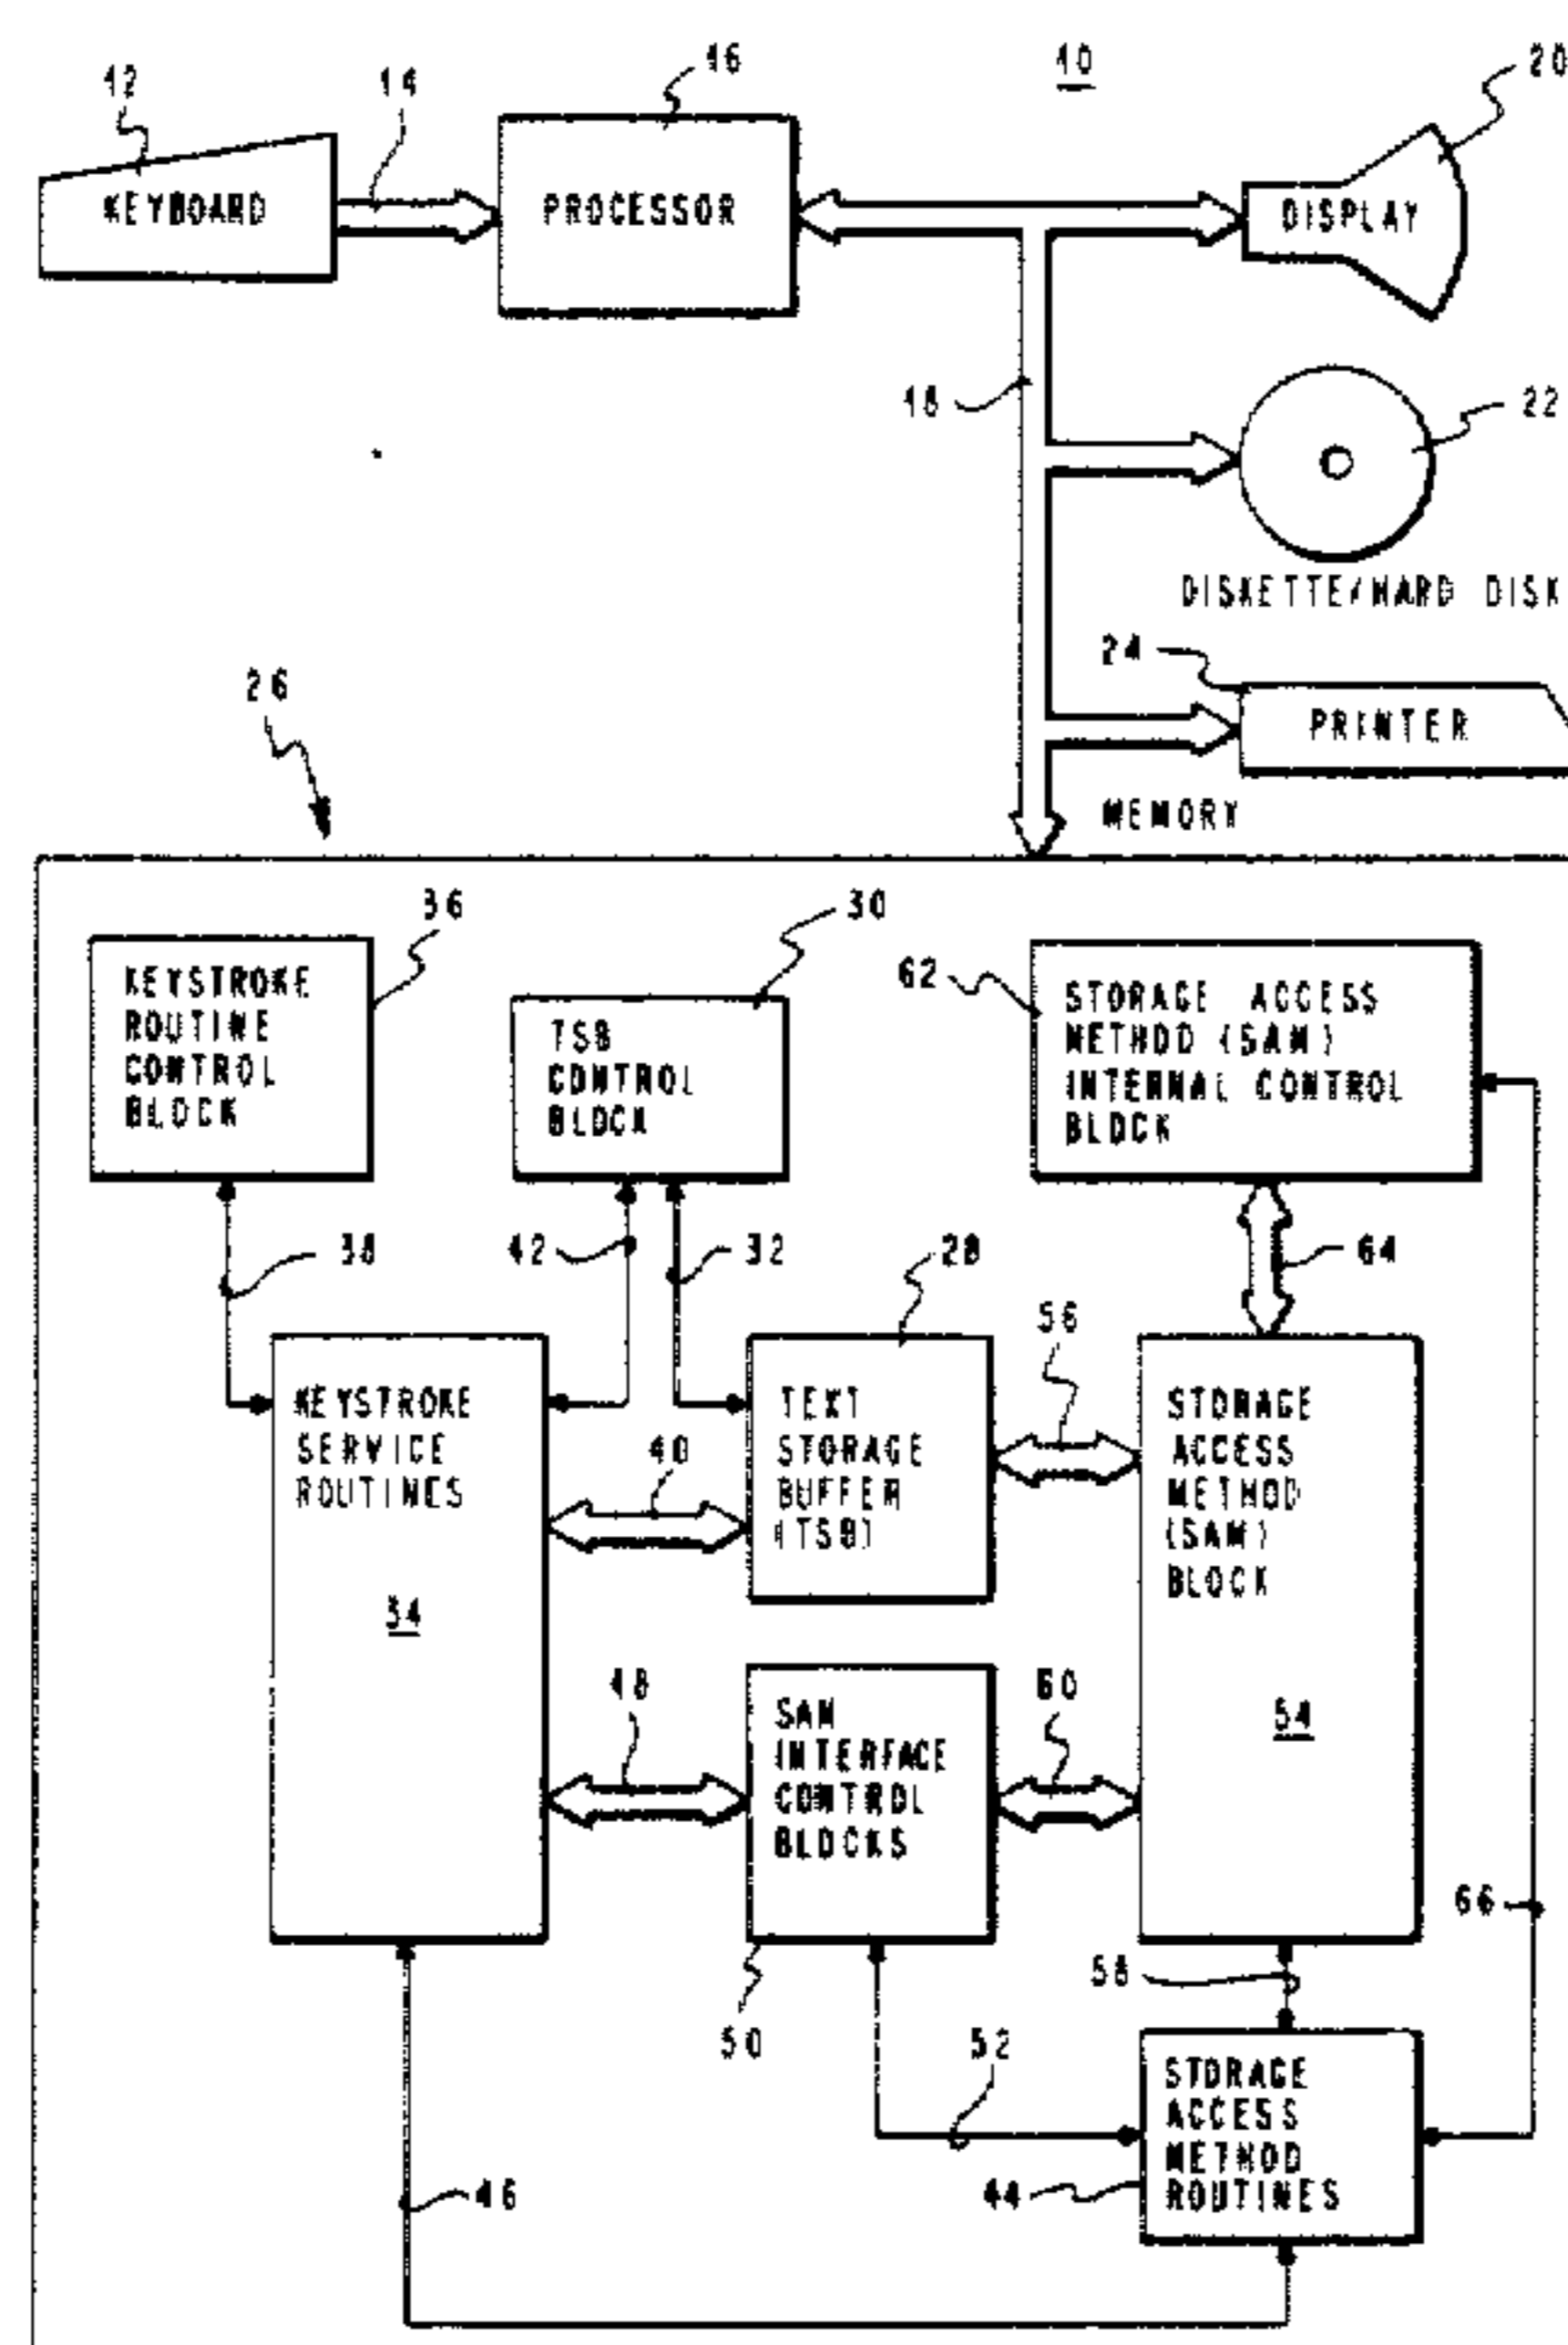 12
14
16
10
20
KEYBOARD
PROCESSOR
DISPLAY
18
22
DISKETTE/HARD DISK
24
PRINTER
26
MEMORY
36
30
62
KEYSTROKE
ROUTINE
CONTROL
BLOCK
TSB
CONTROL
BLOCK
STORAGE ACCESS
METHOD (SAM)
INTERNAL CONTROL
BLOCK
38
42
32
28
64
56
KEYSTROKE
SERVICE
ROUTINES
34
40
TEXT
STORAGE
BUFFER
(TSB)
STORAGE
ACCESS
METHOD
(SAM)
BLOCK
54
48
SAM
INTERFACE
CONTROL
BLOCKS
60
66
58
50
52
STORAGE
ACCESS
METHOD
ROUTINES
44
46